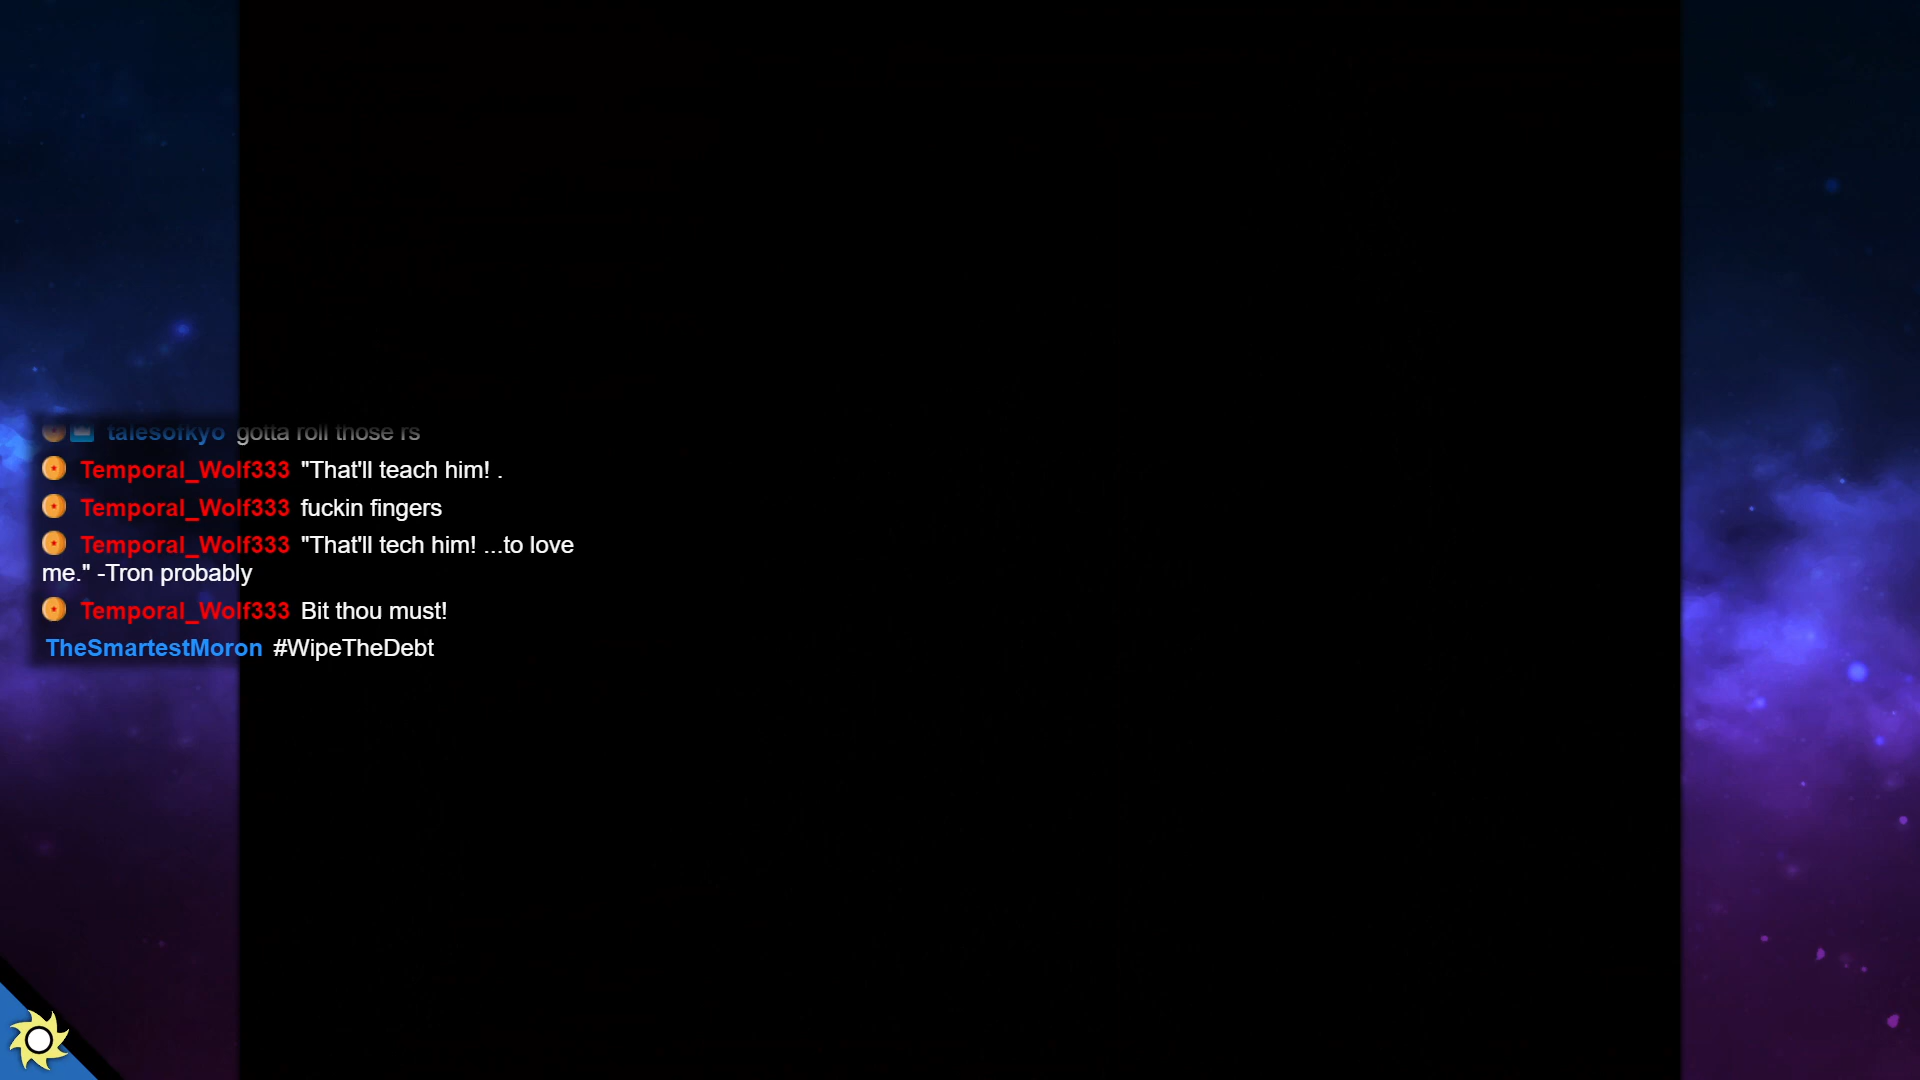 talesofkyo gotta roll those rs
Temporal_Wolf333 "That'll teach him! .
Temporal_Wolf333 fuckin fingers
Temporal_Wolf333 "That'll tech him! ...to love
me." -Tron probably
Temporal_Wolf333 Bit thou must!
TheSmartestMoron #WipeTheDebt